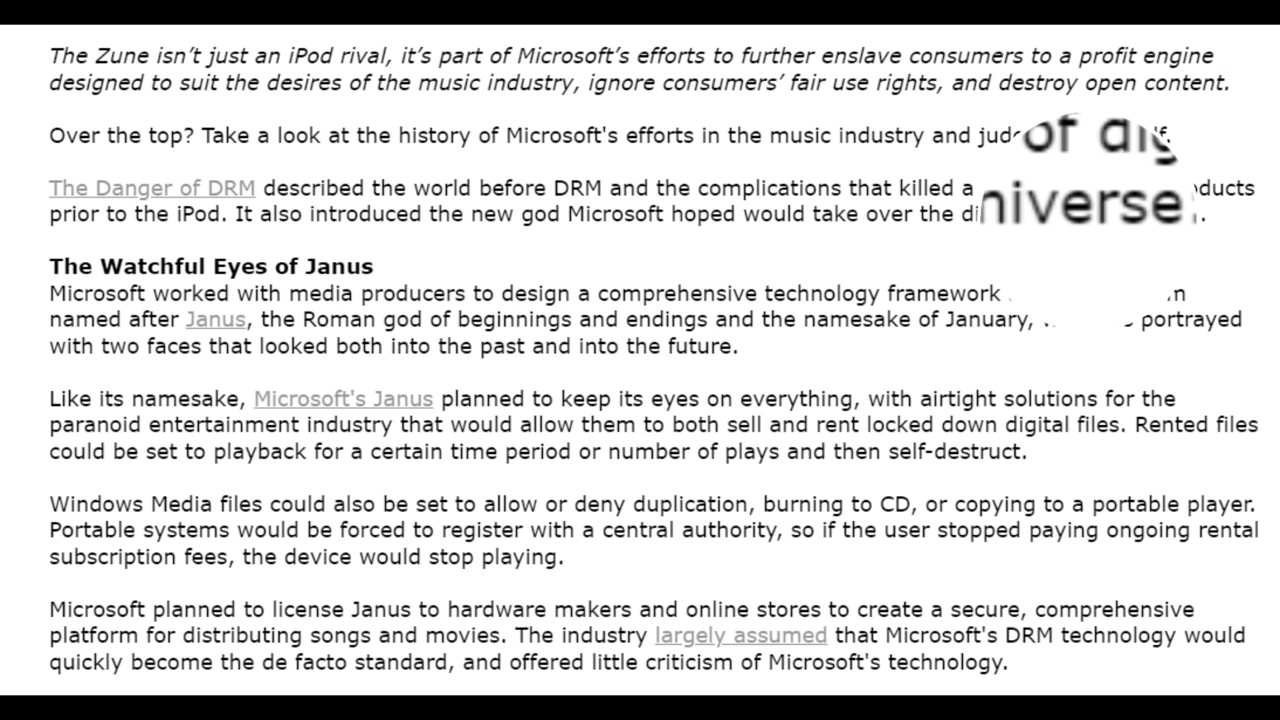 The Zune isn’t just an iPod rival, it’s part of Microsoft’s efforts to further enslave consumers to a profit engine
designed to suit the desires of the music industry, ignore consumers’ fair use rights, and destroy open content.
Over the top? Take a look at the history of Microsoft's efforts in the music industry and
of
The Danger of DRM described the world before DRM and the complications that killed a
niverse
prior to the iPod. It also introduced the new god Microsoft hoped would take over the
The Watchful Eyes of Janus
Microsoft worked with media producers to design a comprehensive technology framework
named after Janus, the Roman god of beginnings and endings and the namesake of January, portrayed
with two faces that looked both into the past and into the future.
Like its namesake, Microsoft's Janus planned to keep its eyes on everything, with airtight solutions for the
paranoid entertainment industry that would allow them to both sell and rent locked down digital files. Rented files
could be set to playback for a certain time period or number of plays and then self-destruct.
Windows Media files could also be set to allow or deny duplication, burning to CD, or copying to a portable player.
Portable systems would be forced to register with a central authority, so if the user stopped paying ongoing rental
subscription fees, the device would stop playing.
Microsoft planned to license Janus to hardware makers and online stores to create a secure, comprehensive
platform for distributing songs and movies. The industry largely assumed that Microsoft's DRM technology would
quickly become the de facto standard, and offered little criticism of Microsoft's technology.